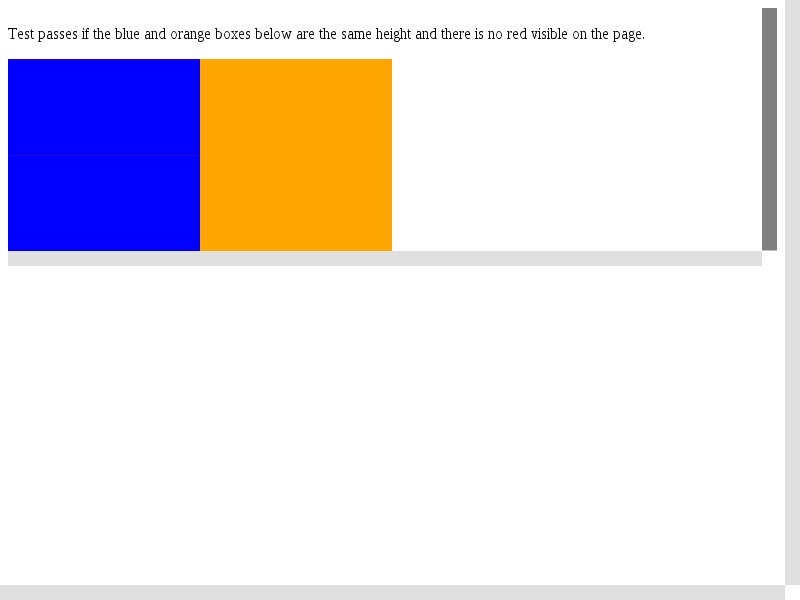 Test passes if the blue and orange boxes below are the same height and there is no red visible on the page.